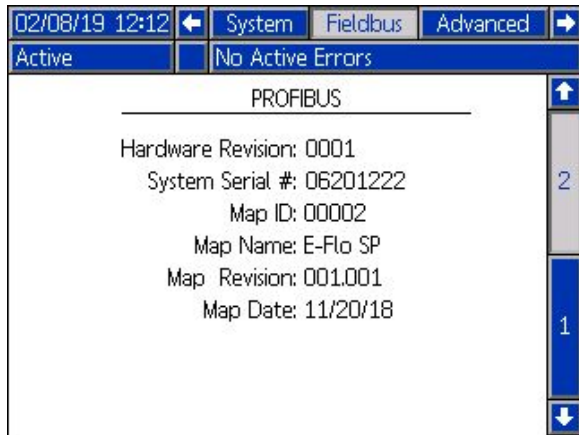 02/08/19 12:12 System Fieldbus Advanced
Active No Active Errors
PROFIBUS
Hardware Revision: 0001
System Serial #: 06201222
Map ID: 00002
Map Name: E-Flo SP
Map Revision: 001.001
Map Date: 11/20/18
2
1